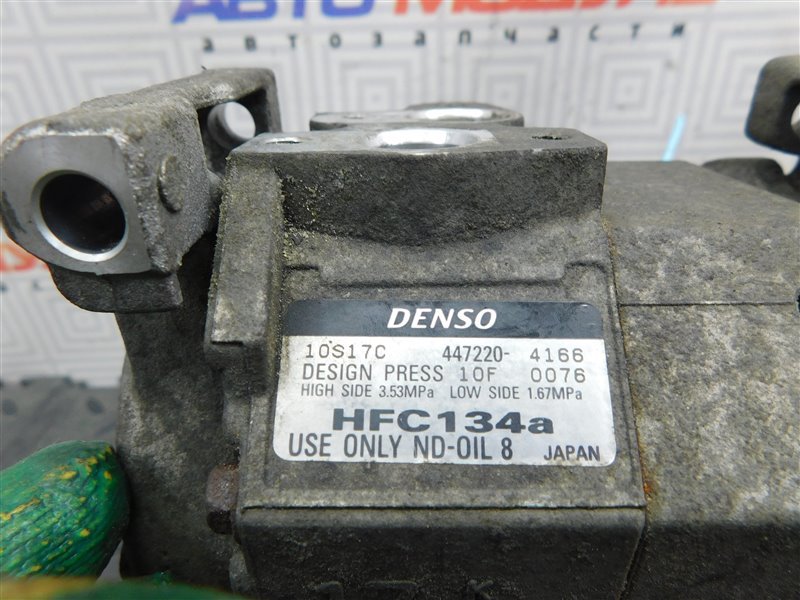 АВТО
автозапчасти
DENSO
10S17C 447220- 4166
DESIGN PRESS 10F 0076
HIGH SIDE 3.53MPa LOW SIDE 1.67MPa
HFC134a
USE ONLY ND-OIL 8 JAPAN